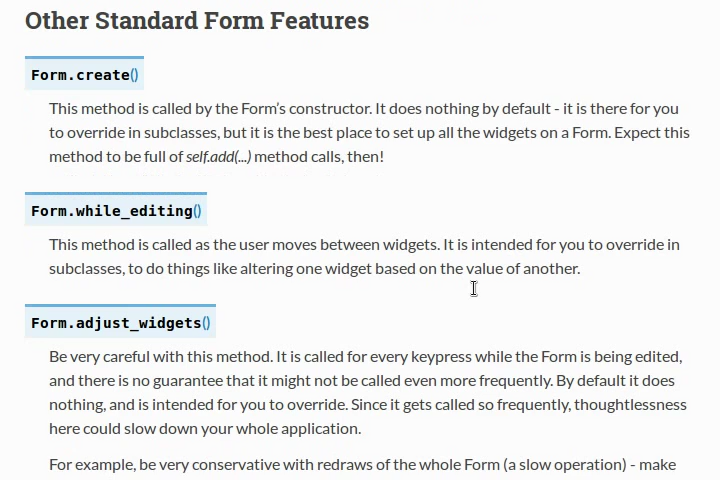 Other Standard Form Features
Form.create()
This method is called by the Form’s constructor. It does nothing by default - it is there for you
to override in subclasses, but it is the best place to set up all the widgets on a Form. Expect this
method to be full of self.add(...) method calls, then!
Form.while_editing()
This method is called as the user moves between widgets. It is intended for you to override in
subclasses, to do things like altering one widget based on the value of another.
Form.adjust_widgets()
Be very careful with this method. It is called for every keypress while the Form is being edited,
and there is no guarantee that it might not be called even more frequently. By default it does
nothing, and is intended for you to override. Since it gets called so frequently, thoughtlessness
here could slow down your whole application.
For example, be very conservative with redraws of the whole Form (a slow operation) - make